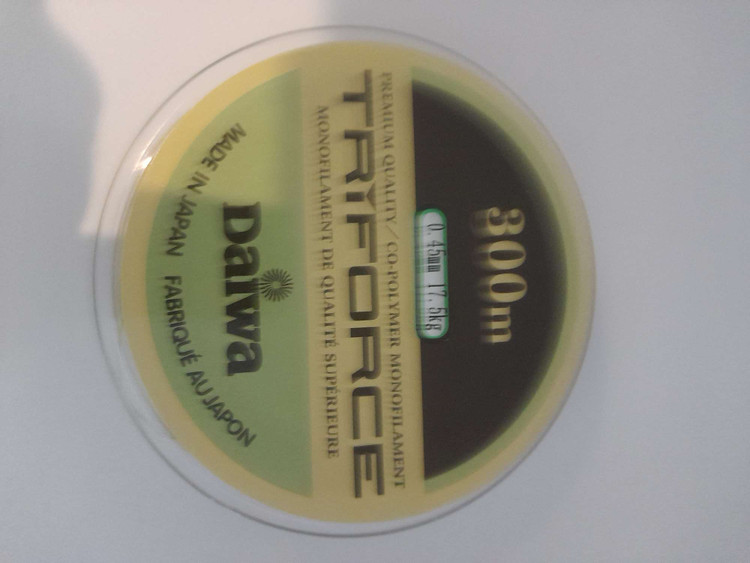 300m
0.45mm 17.5kg
PREMIUM QUALITY/CO-POLYMER MONOFILAMENT
TRIFORCE
MONOFILAMENT DE QUALITÉ SUPÉRIEURE
Daiwa
MADE IN JAPAN FABRIQUÉ AU JAPON